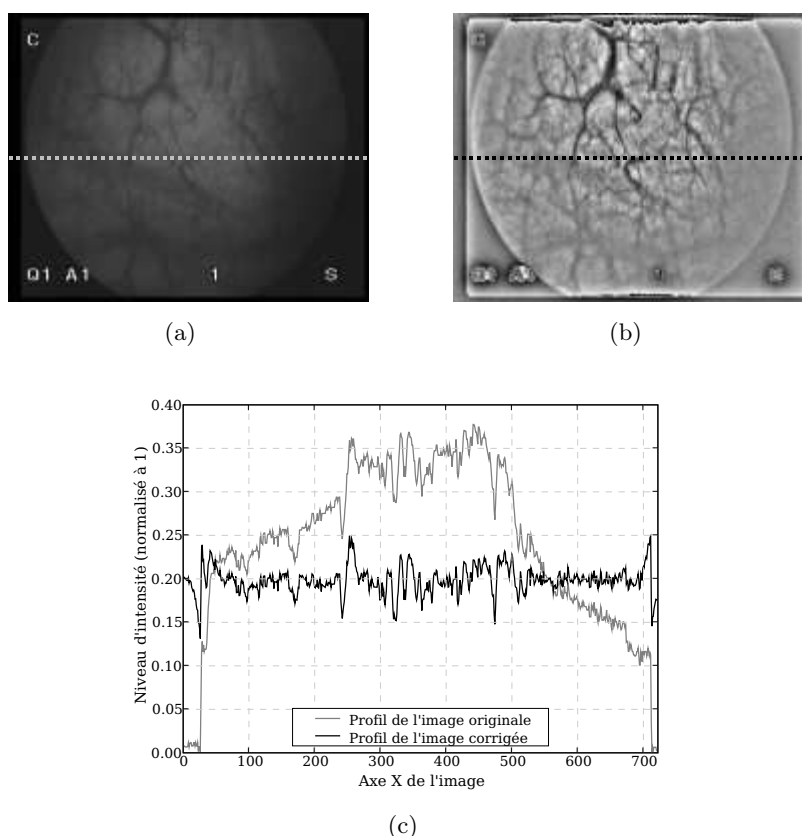 C
Q1 A1 1 S
(a)
(b)
0.40
0.35
0.30
0.25
0.20
0.15
0.10
0.05
0.00
Niveau d'intensité (normalisé à 1)
Profil de l'image originale
Profil de l'image corrigée
0 100 200 300 400 500 600 700
Axe X de l'image
(c)